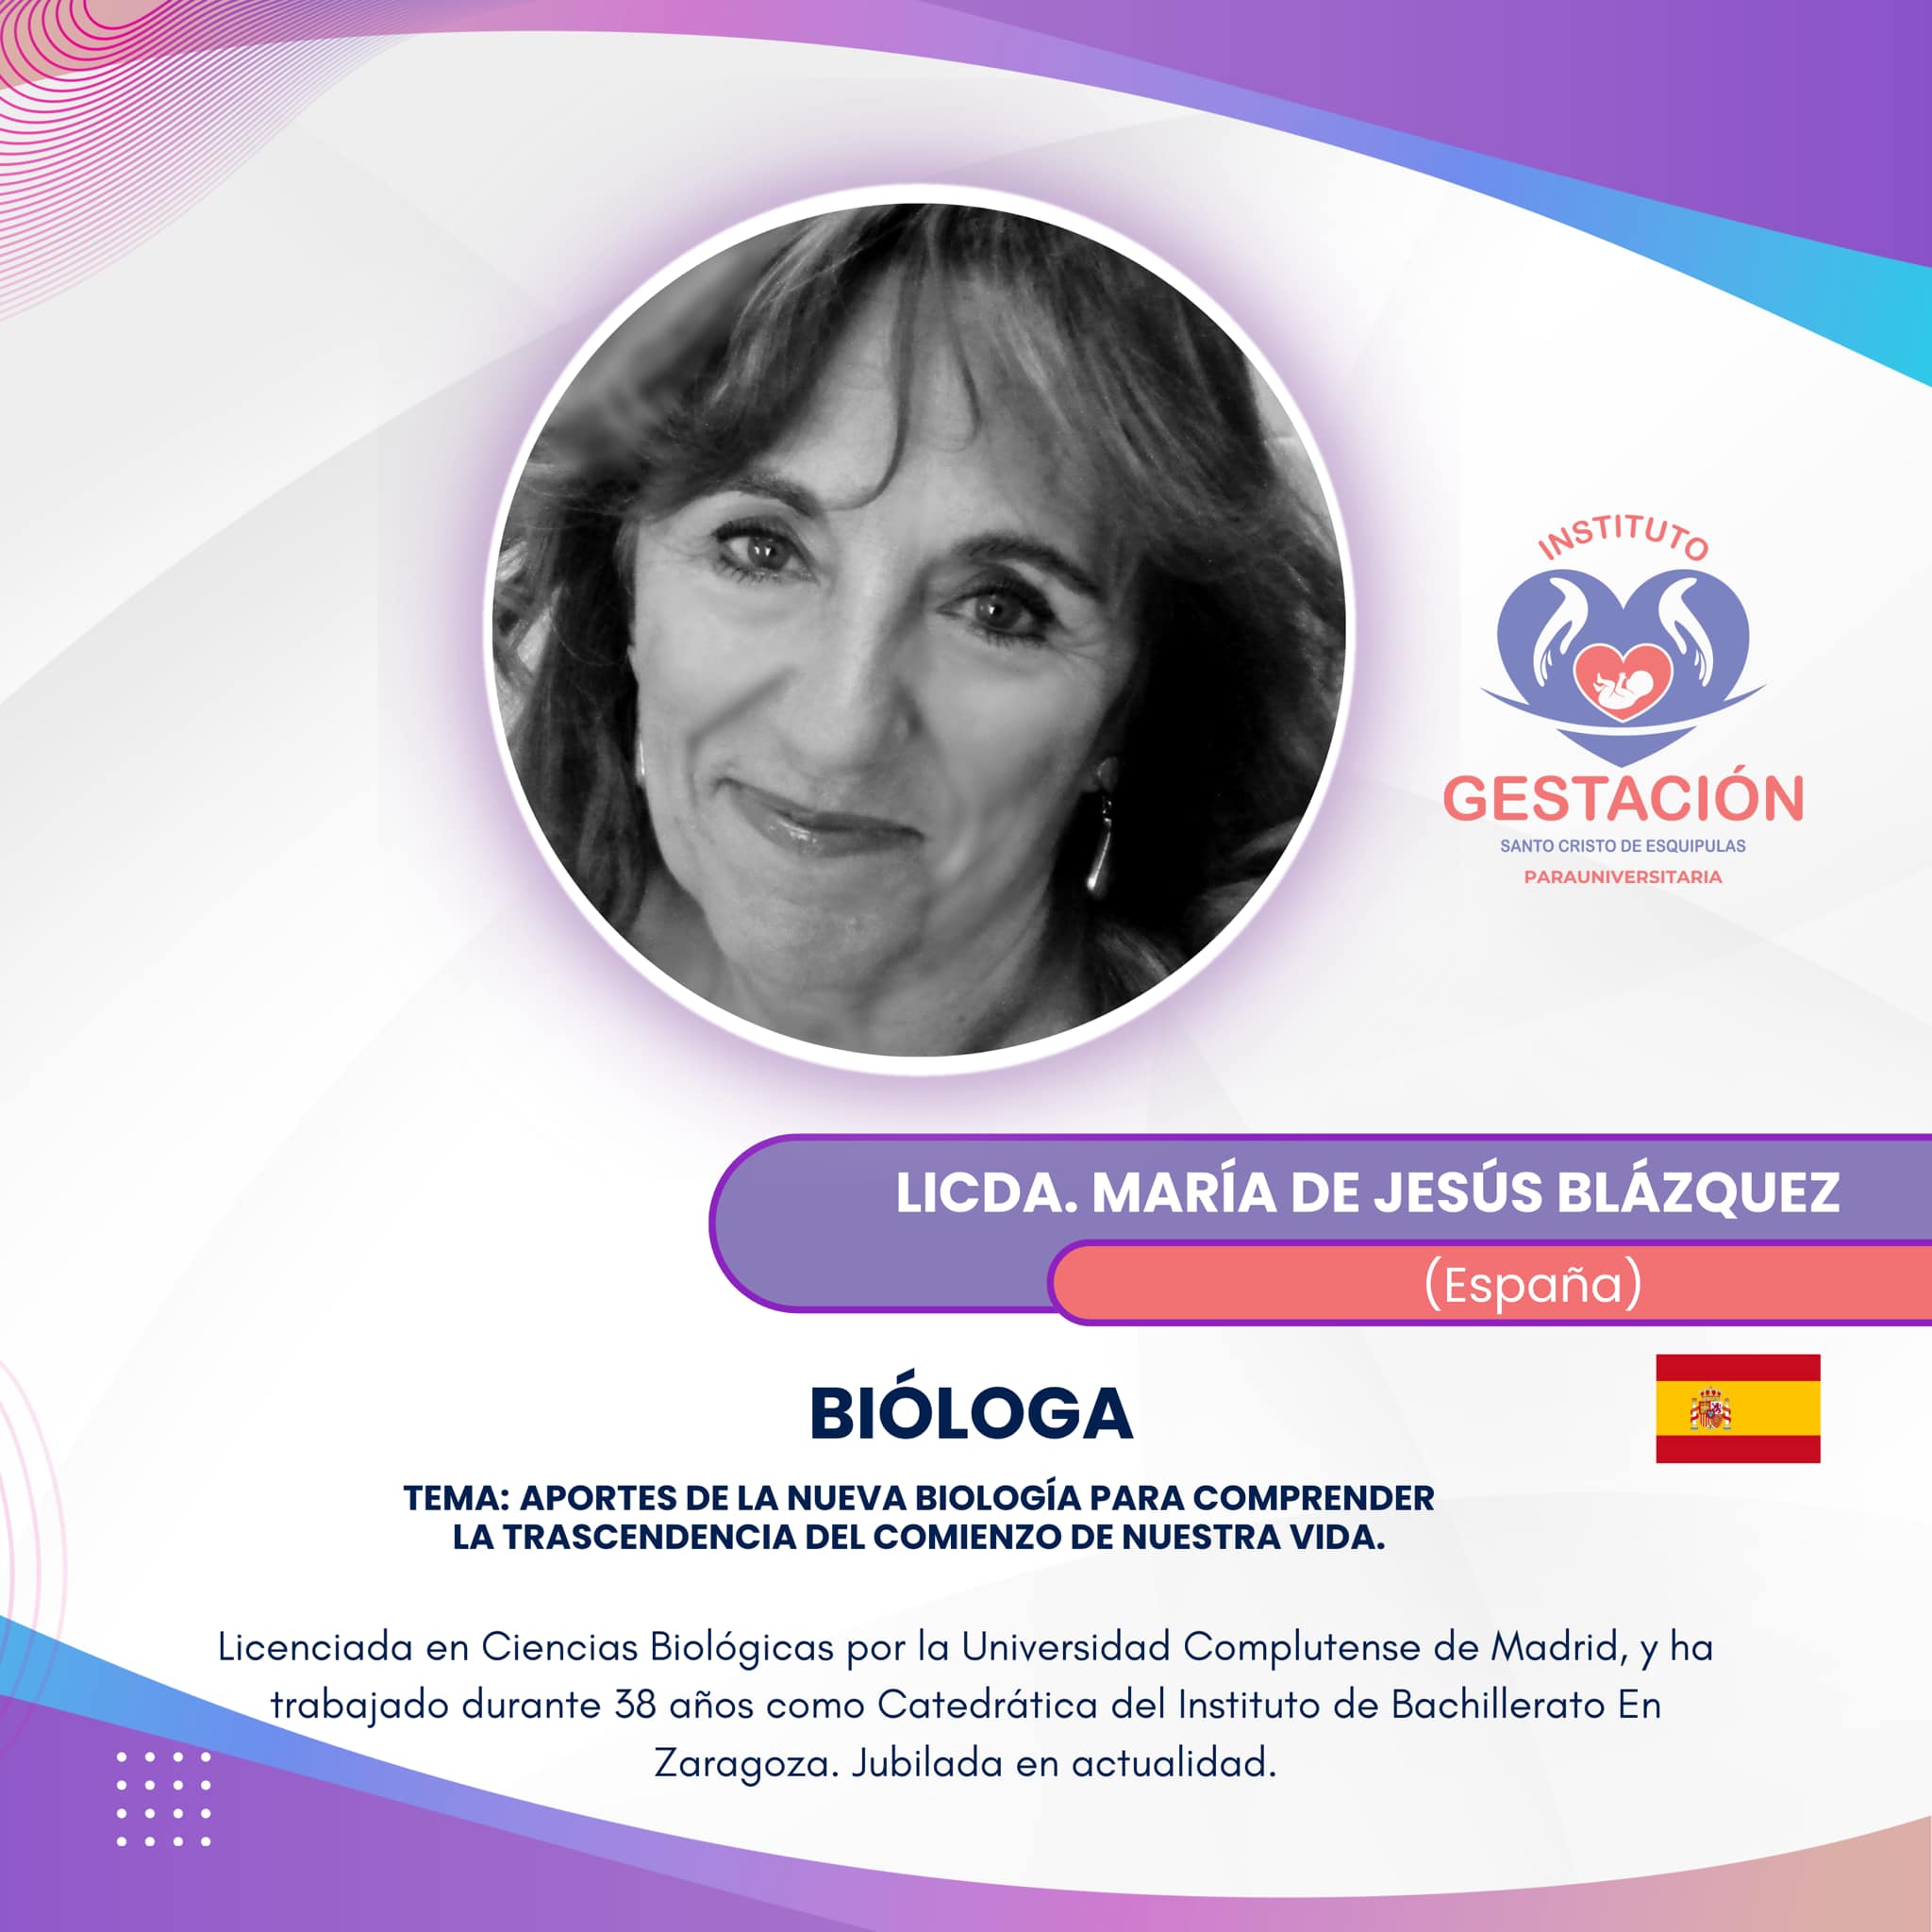 INSTITUTO
GESTACIÓN
SANTO CRISTO DE ESQUIPULAS
PARAUNIVERSITARIA
LICDA. MARÍA DE JESÚS BLÁZQUEZ
(España)
BIÓLOGA
TEMA: APORTES DE LA NUEVA BIOLOGÍA PARA COMPRENDER
LA TRASCENDENCIA DEL COMIENZO DE NUESTRA VIDA.
Licenciada en Ciencias Biológicas por la Universidad Complutense de Madrid, y ha
trabajado durante 38 años como Catedrática del Instituto de Bachillerato En
Zaragoza. Jubilada en actualidad.